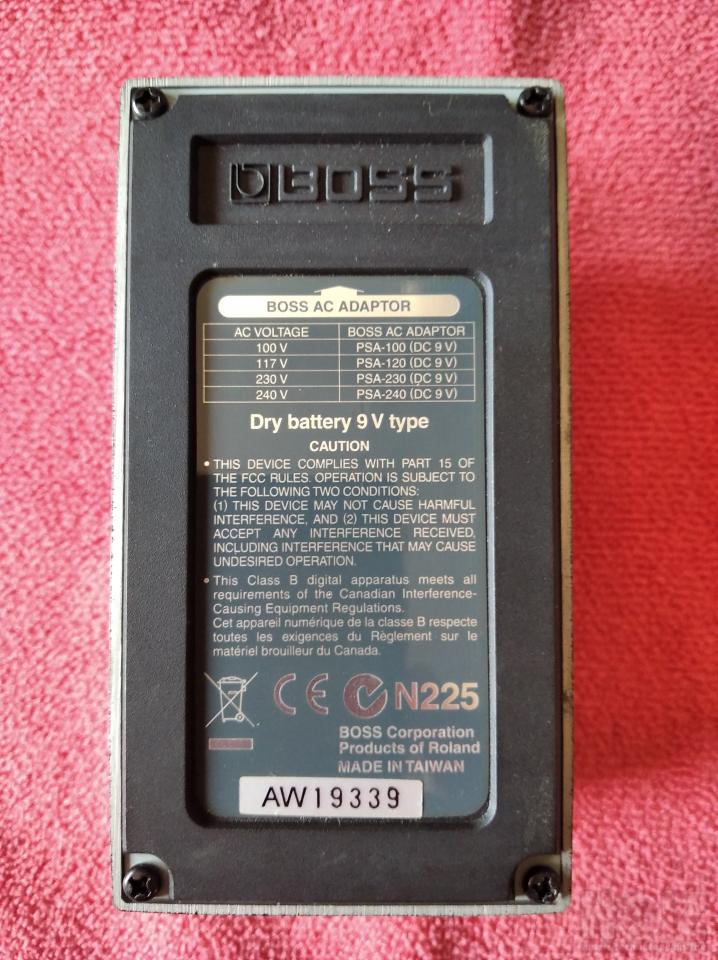 BOSS
BOSS AC ADAPTOR
AC VOLTAGE BOSS AC ADAPTOR
100 V PSA-100 (DC 9 V)
117 V PSA-120 (DC 9 V)
230 V PSA-230 (DC 9 V)
240 V PSA-240 (DC 9 V)
Dry battery 9 V type
CAUTION
• THIS DEVICE COMPLIES WITH PART 15 OF
THE FCC RULES. OPERATION IS SUBJECT TO
THE FOLLOWING TWO CONDITIONS:
(1) THIS DEVICE MAY NOT CAUSE HARMFUL
INTERFERENCE, AND (2) THIS DEVICE MUST
ACCEPT ANY INTERFERENCE RECEIVED,
INCLUDING INTERFERENCE THAT MAY CAUSE
UNDESIRED OPERATION.
• This Class B digital apparatus meets all
requirements of the Canadian Interference-
Causing Equipment Regulations.
Cet appareil numérique de la classe B respecte
toutes les exigences du Règlement sur le
matériel brouilleur du Canada.
CE N225
BOSS Corporation
Products of Roland
MADE IN TAIWAN
AW19339